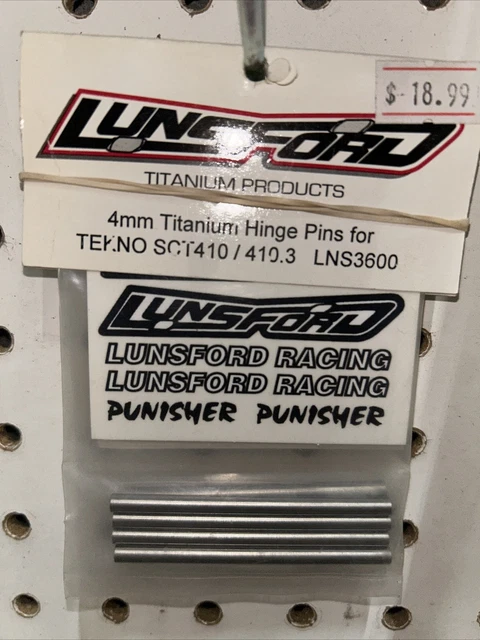 $ 18.99
LUNSFORD
TITANIUM PRODUCTS
4mm Titanium Hinge Pins for
TEKNO SCT410 / 410.3 LNS3600
LUNSFORD
LUNSFORD RACING
LUNSFORD RACING
PUNISHER PUNISHER